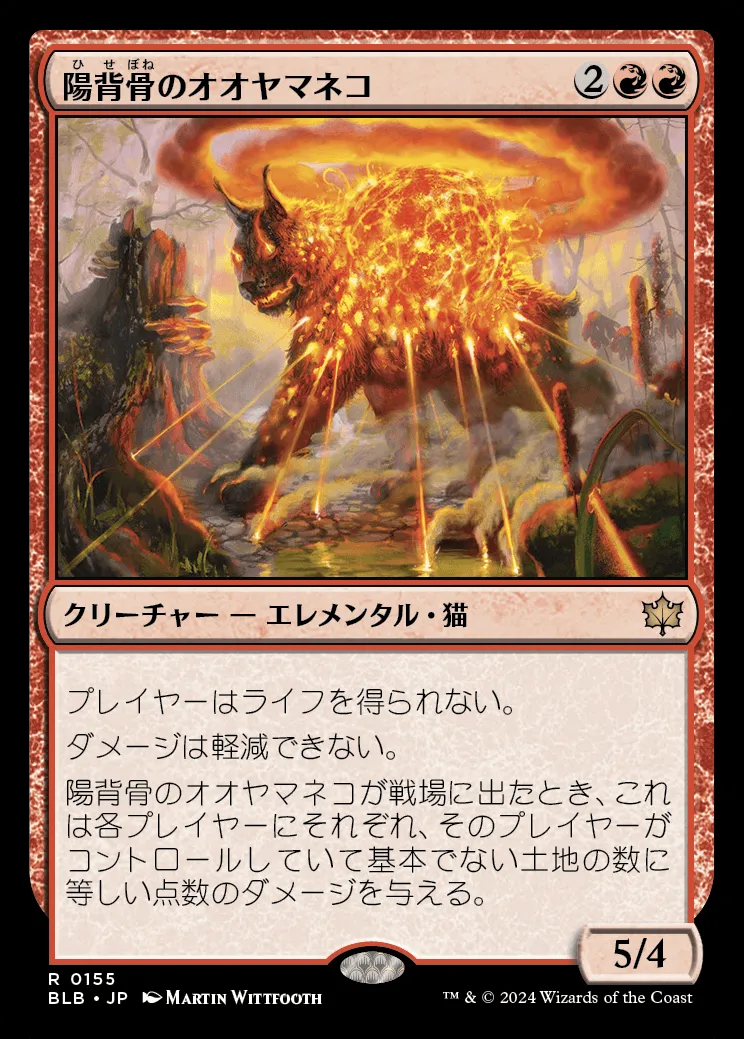 ひせぼね
陽背骨のオオヤマネコ
2
クリーチャー — エレメンタル・猫
プレイヤーはライフを得られない。
ダメージは軽減できない。
陽背骨のオオヤマネコが戦場に出たとき、これ
は各プレイヤーにそれぞれ、そのプレイヤーが
コントロールしていて基本でない土地の数に
等しい点数のダメージを与える。
5/4
R 0155
BLB • JP Martin Wittfooth
™ & © 2024 Wizards of the Coast